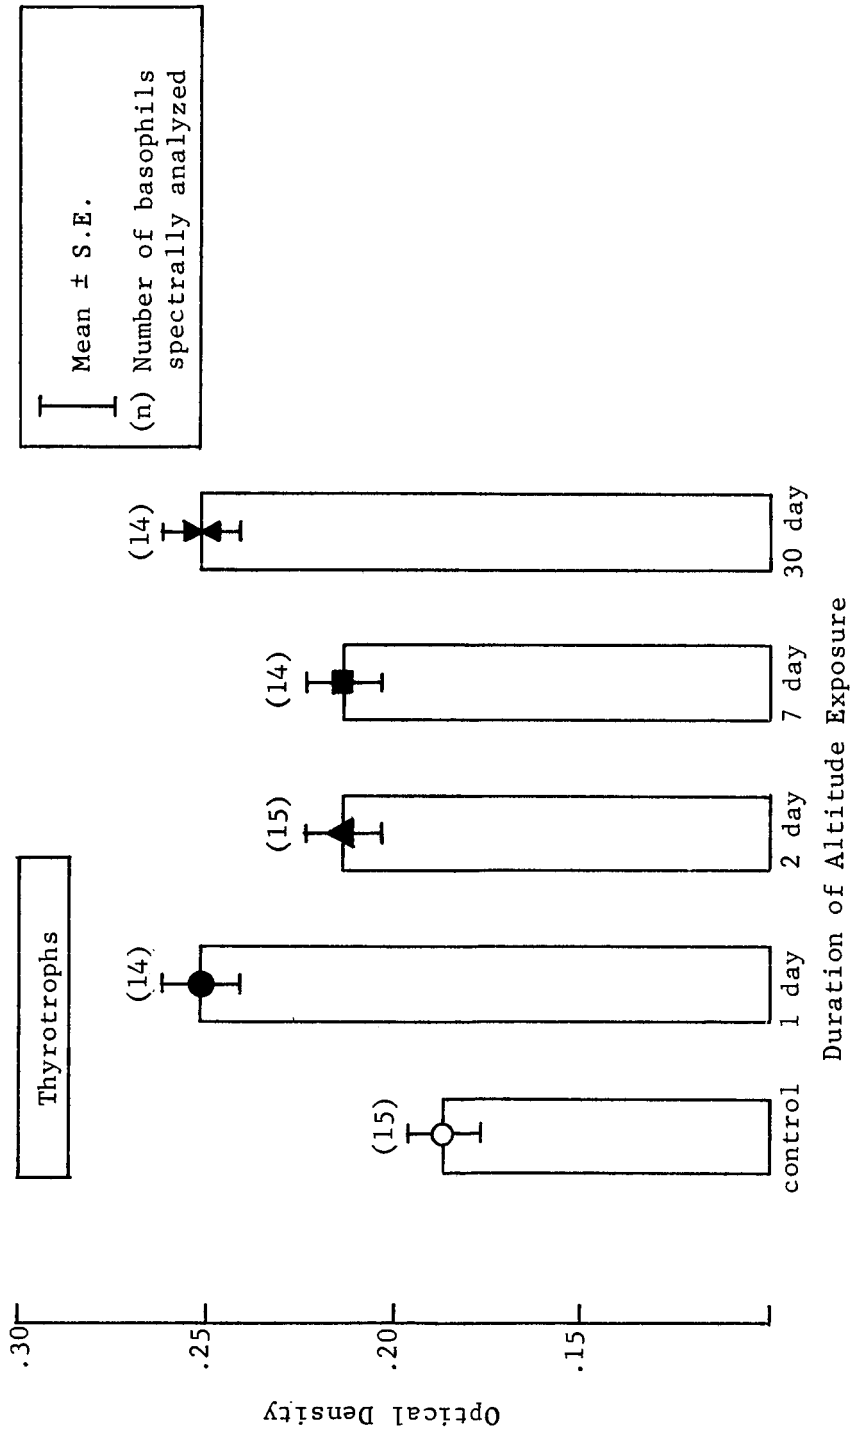 Thyrotrophs
Mean ± S.E.
(n) Number of basophils
spectrally analyzed
Optical Density
.30
.25
.20
.15
(15)
(14)
(15)
(14)
(14)
control
1 day
2 day
7 day
30 day
Duration of Altitude Exposure